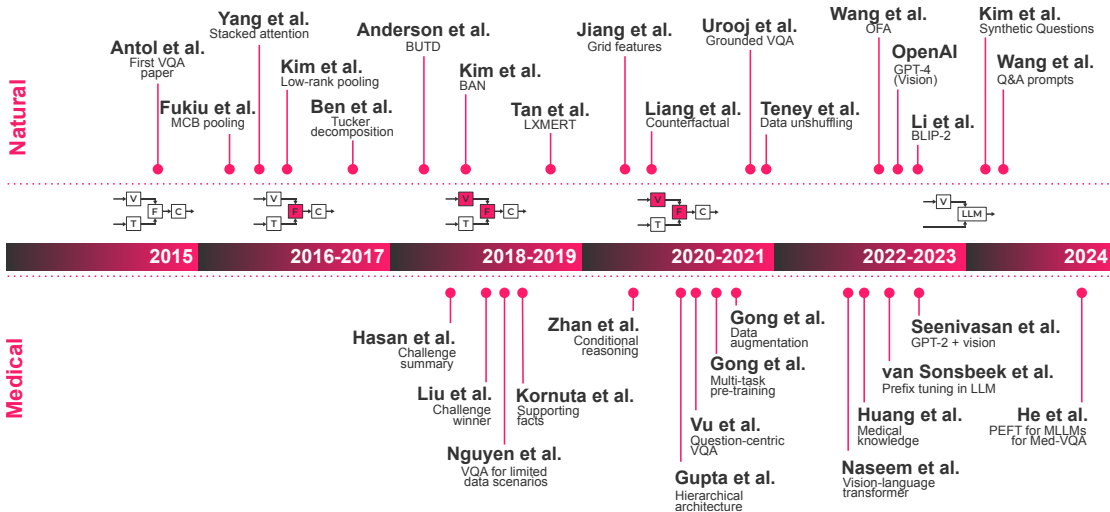 Natural
Antol et al.
First VQA
paper
Fukiu et al.
MCB pooling
Yang et al.
Stacked attention
Kim et al.
Low-rank pooling
Ben et al.
Tucker
decomposition
Anderson et al.
BUTD
Kim et al.
BAN
Tan et al.
LXMERT
Jiang et al.
Grid features
Liang et al.
Counterfactual
Urooj et al.
Grounded VQA
Teney et al.
Data unshuffling
Wang et al.
OFA
OpenAI
GPT-4
(Vision)
Li et al.
BLIP-2
Kim et al.
Synthetic Questions
Wang et al.
Q&A prompts
V
F C
T
V
F C
T
V
F C
T
V
F C
T
V
LLM
2015 2016-2017 2018-2019 2020-2021 2022-2023 2024
Medical
Hasan et al.
Challenge
summary
Liu et al.
Challenge
winner
Nguyen et al.
VQA for limited
data scenarios
Kornuta et al.
Supporting
facts
Zhan et al.
Conditional
reasoning
Gupta et al.
Hierarchical
architecture
Vu et al.
Question-centric
VQA
Gong et al.
Multi-task
pre-training
Gong et al.
Data
augmentation
Naseem et al.
Vision-language
transformer
Huang et al.
Medical
knowledge
van Sonsbeek et al.
Prefix tuning in LLM
Seenivasan et al.
GPT-2 + vision
He et al.
PEFT for MLLMs
for Med-VQA